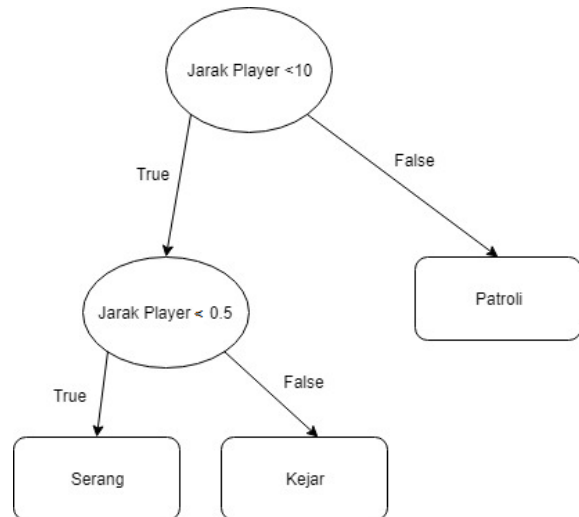 Jarak Player <10
True
False
Jarak Player < 0.5
Patroli
True
False
Serang
Kejar